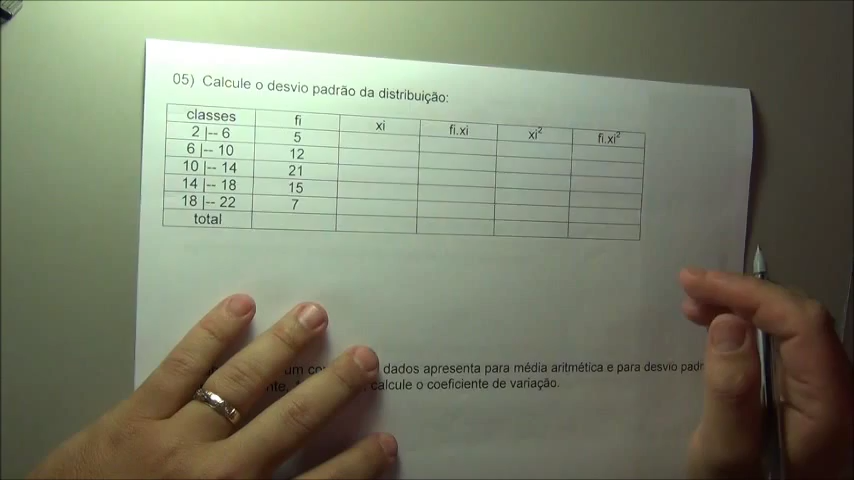 05) Calcule o desvio padrão da distribuição:
classes fi xi fi.xi xi² fi.xi²
2 |-- 6 5
6 |-- 10 12
10 |-- 14 21
14 |-- 18 15
18 |-- 22 7
total
um dados apresenta para média aritmética e para desvio
calcule o coeficiente de variação.